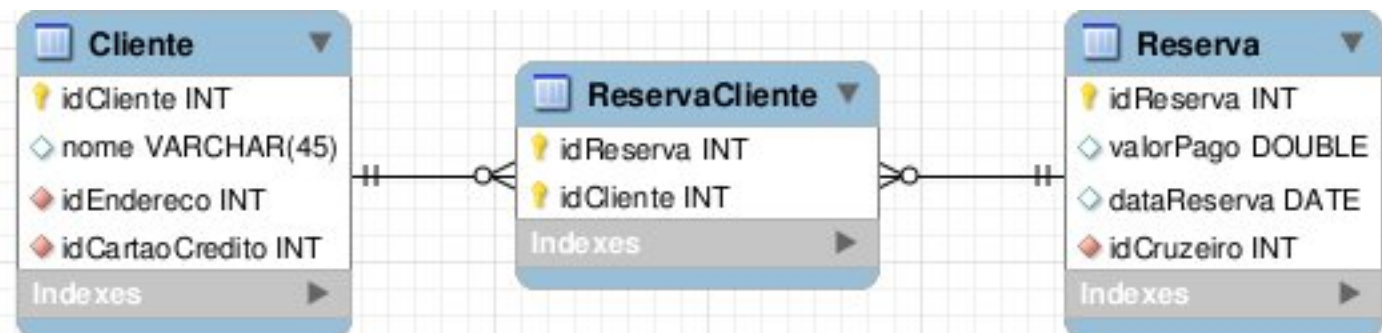 Cliente
idCliente INT
nome VARCHAR(45)
idEndereco INT
idCartaoCredito INT
Indexes
ReservaCliente
idReserva INT
idCliente INT
Indexes
Reserva
idReserva INT
valorPago DOUBLE
dataReserva DATE
idCruzeiro INT
Indexes